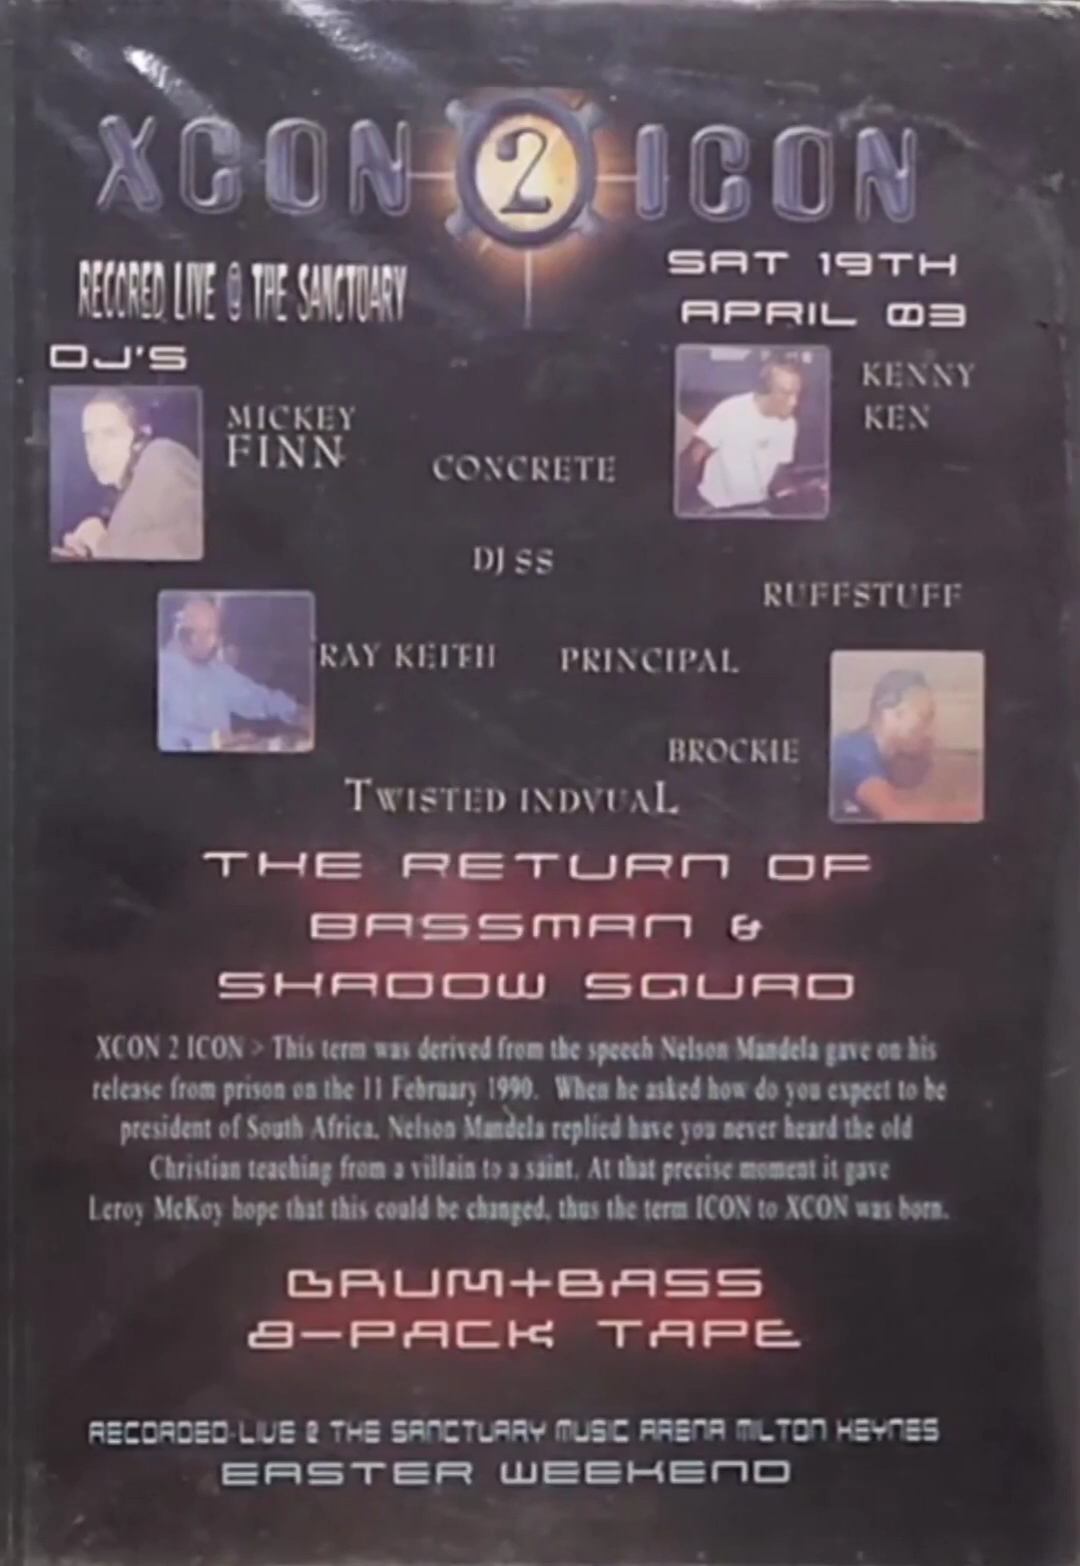 XCON 2 ICON
RECORED LIVE @ THE SANCTUARY
SAT 19TH
APRIL 03
DJ'S
MICKEY
FINN
KENNY
KEN
CONCRETE
DJ SS
RUFFSTUFF
RAY KEITH
PRINCIPAL
BROCKIE
TWISTED INDVUAL
THE RETURN OF
BASSMAN &
SHADOW SQUAD
XCON 2 ICON > This term was derived from the speech Nelson Mandela gave on his
release from prison on the 11 February 1990. When he asked how do you expect to be
president of South Africa. Nelson Mandela replied have you never heard the old
Christian teaching from a villain to a saint. At that precise moment it gave
Leroy McKoy hope that this could be changed, thus the term ICON to XCON was born.
DRUM+BASS
8-PACK TAPE
RECORDED LIVE @ THE SANCTUARY MUSIC ARENA MILTON KEYNES
EASTER WEEKEND